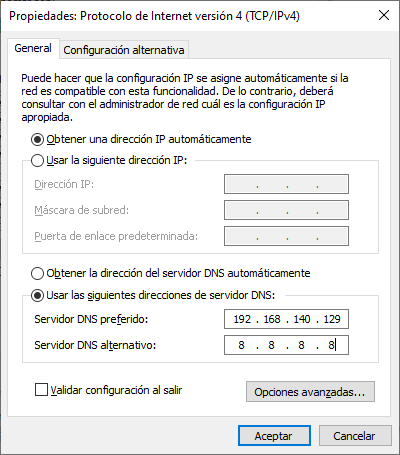 Propiedades: Protocolo de Internet versión 4 (TCP/IPv4)
General
Configuración alternativa
Puede hacer que la configuración IP se asigne automáticamente si la
red es compatible con esta funcionalidad. De lo contrario, deberá
consultar con el administrador de red cuál es la configuración IP
apropiada.
Obtener una dirección IP automáticamente
Usar la siguiente dirección IP:
Dirección IP:
. . .
Máscara de subred:
. . .
Puerta de enlace predeterminada:
. . .
Obtener la dirección del servidor DNS automáticamente
Usar las siguientes direcciones de servidor DNS:
Servidor DNS preferido:
192 . 168 . 140 . 129
Servidor DNS alternativo:
8 . 8 . 8 . 8
Validar configuración al salir
Opciones avanzadas...
Aceptar
Cancelar